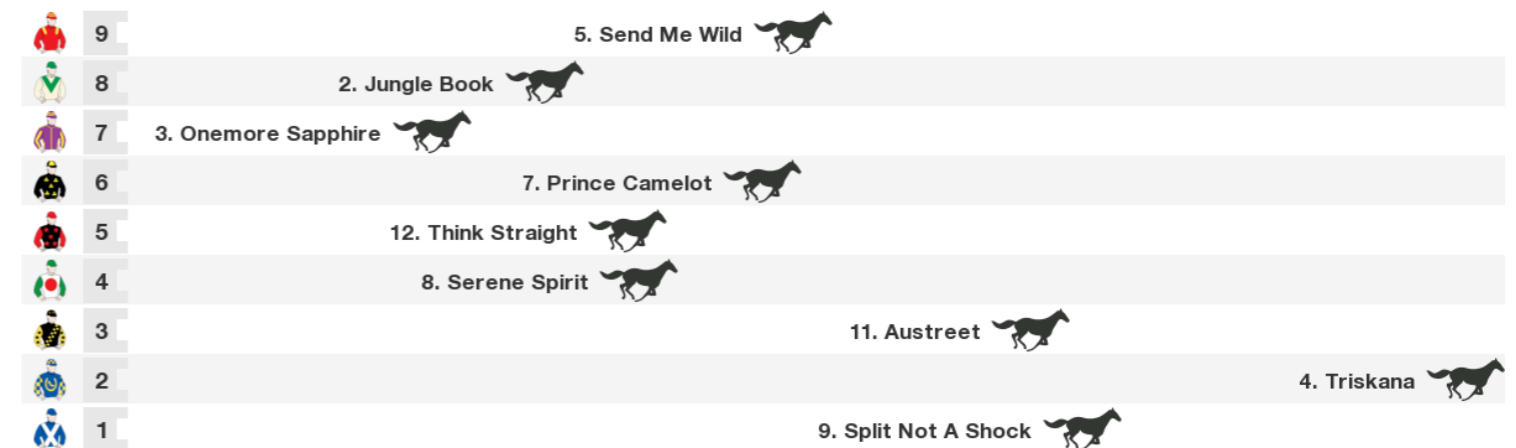 9 5. Send Me Wild
8 2. Jungle Book
7 3. Onemore Sapphire
6 7. Prince Camelot
5 12. Think Straight
4 8. Serene Spirit
3 11. Austreet
2 4. Triskana
1 9. Split Not A Shock